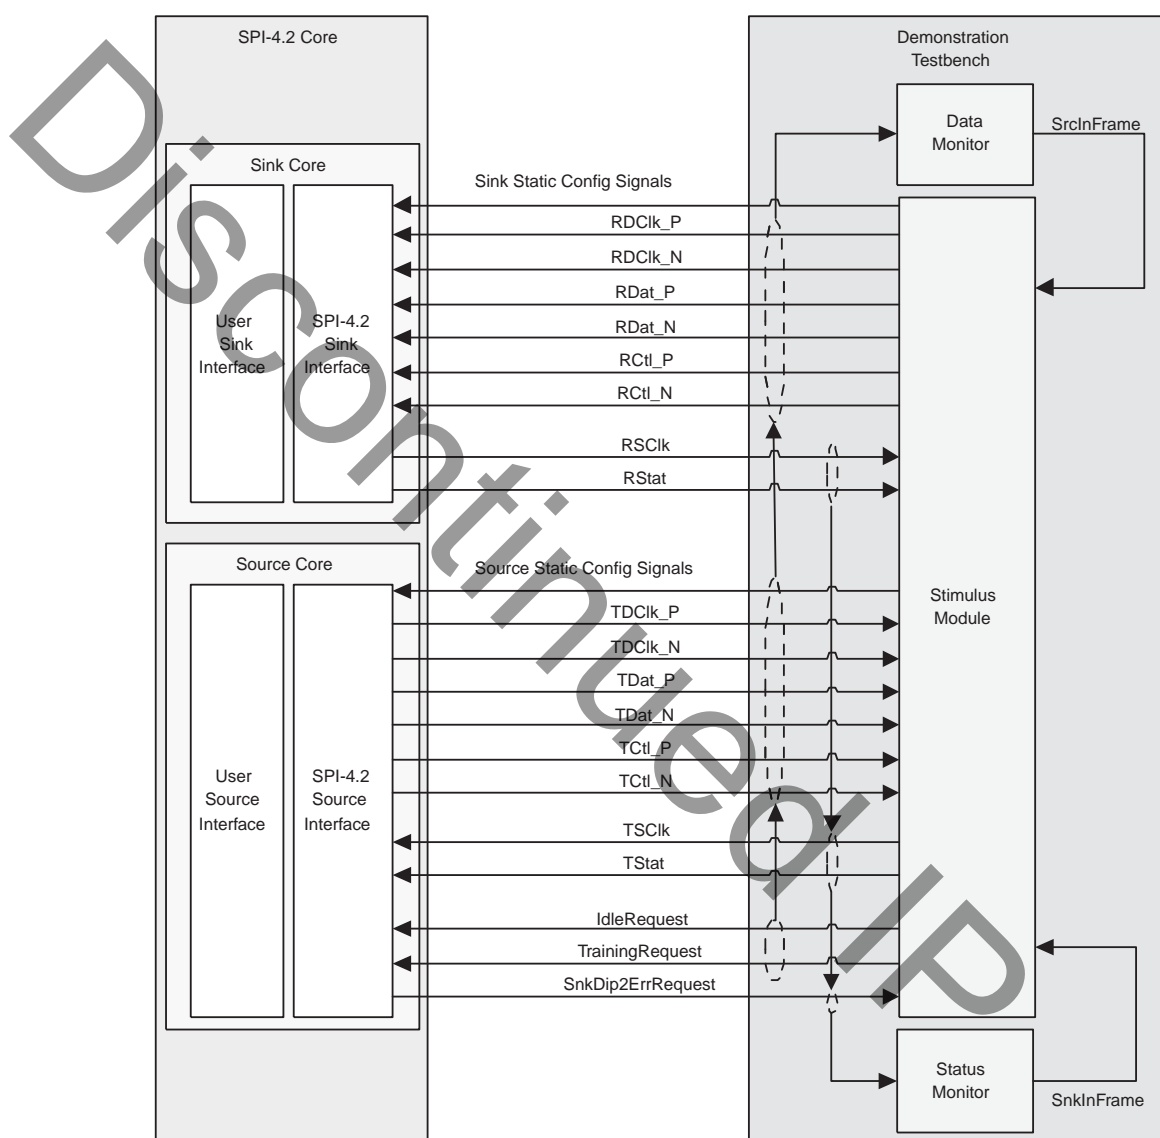 SPI-4.2 Core
Demonstration
Testbench
Data
Monitor
SrcInFrame
Sink Core
Sink Static Config Signals
RDClk_P
RDClk_N
RDat_P
RDat_N
RCtl_P
RCtl_N
RSClk
RStat
User
Sink
Interface
SPI-4.2
Sink
Interface
Source Core
Source Static Config Signals
TDClk_P
TDClk_N
TDat_P
TDat_N
TCtl_P
TCtl_N
TSClk
TStat
IdleRequest
TrainingRequest
SnkDip2ErrRequest
User
Source
Interface
SPI-4.2
Source
Interface
Stimulus
Module
Status
Monitor
SnkInFrame
Discontinued IP